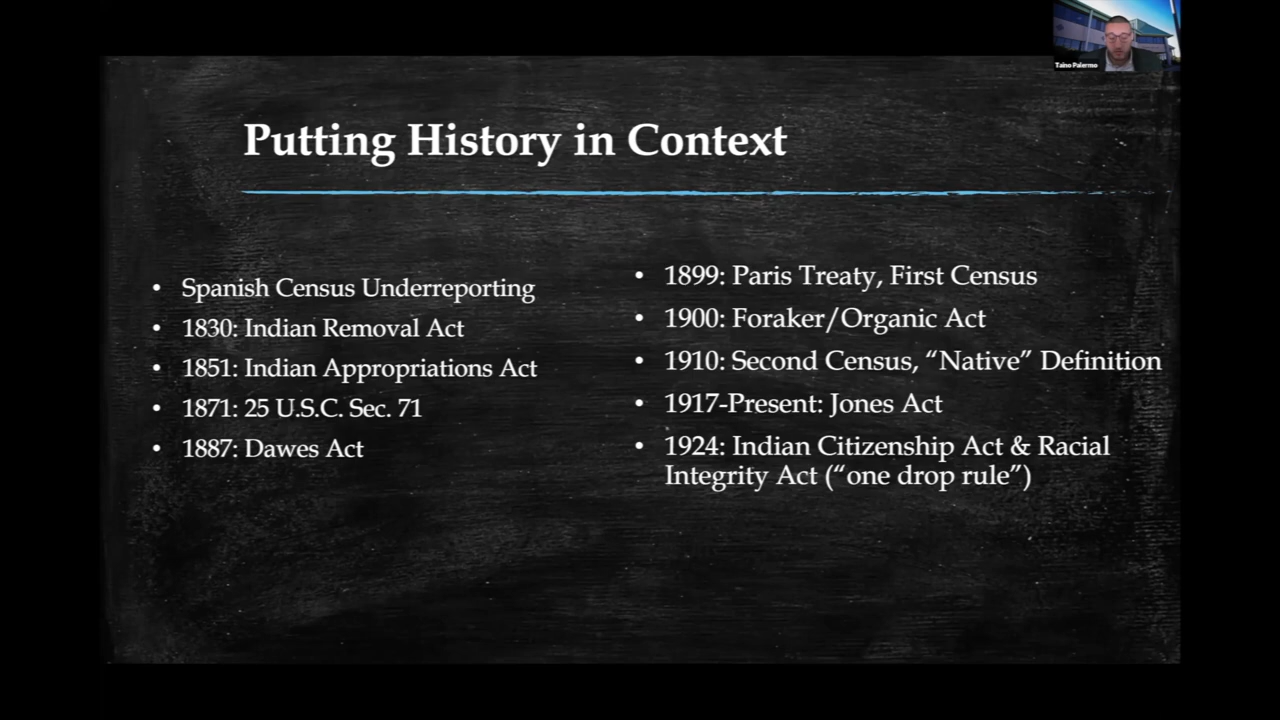 Taino Palermo
Putting History in Context
• Spanish Census Underreporting
• 1830: Indian Removal Act
• 1851: Indian Appropriations Act
• 1871: 25 U.S.C. Sec. 71
• 1887: Dawes Act
• 1899: Paris Treaty, First Census
• 1900: Foraker/Organic Act
• 1910: Second Census, “Native” Definition
• 1917-Present: Jones Act
• 1924: Indian Citizenship Act & Racial
Integrity Act (“one drop rule”)